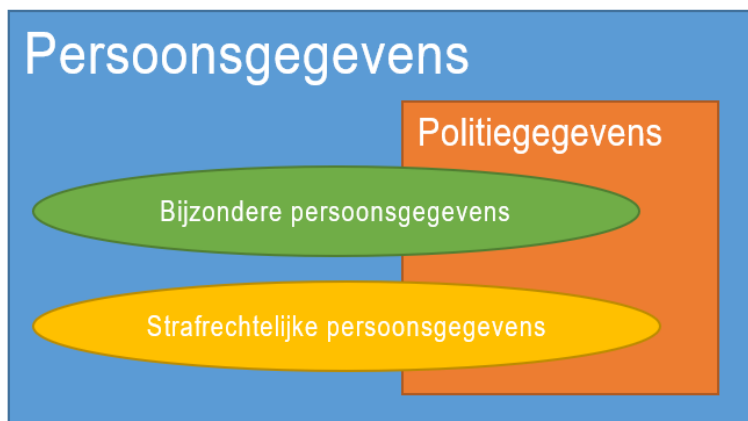 Persoonsgegevens
Politiegegevens
Bijzondere persoonsgegevens
Strafrechtelijke persoonsgegevens